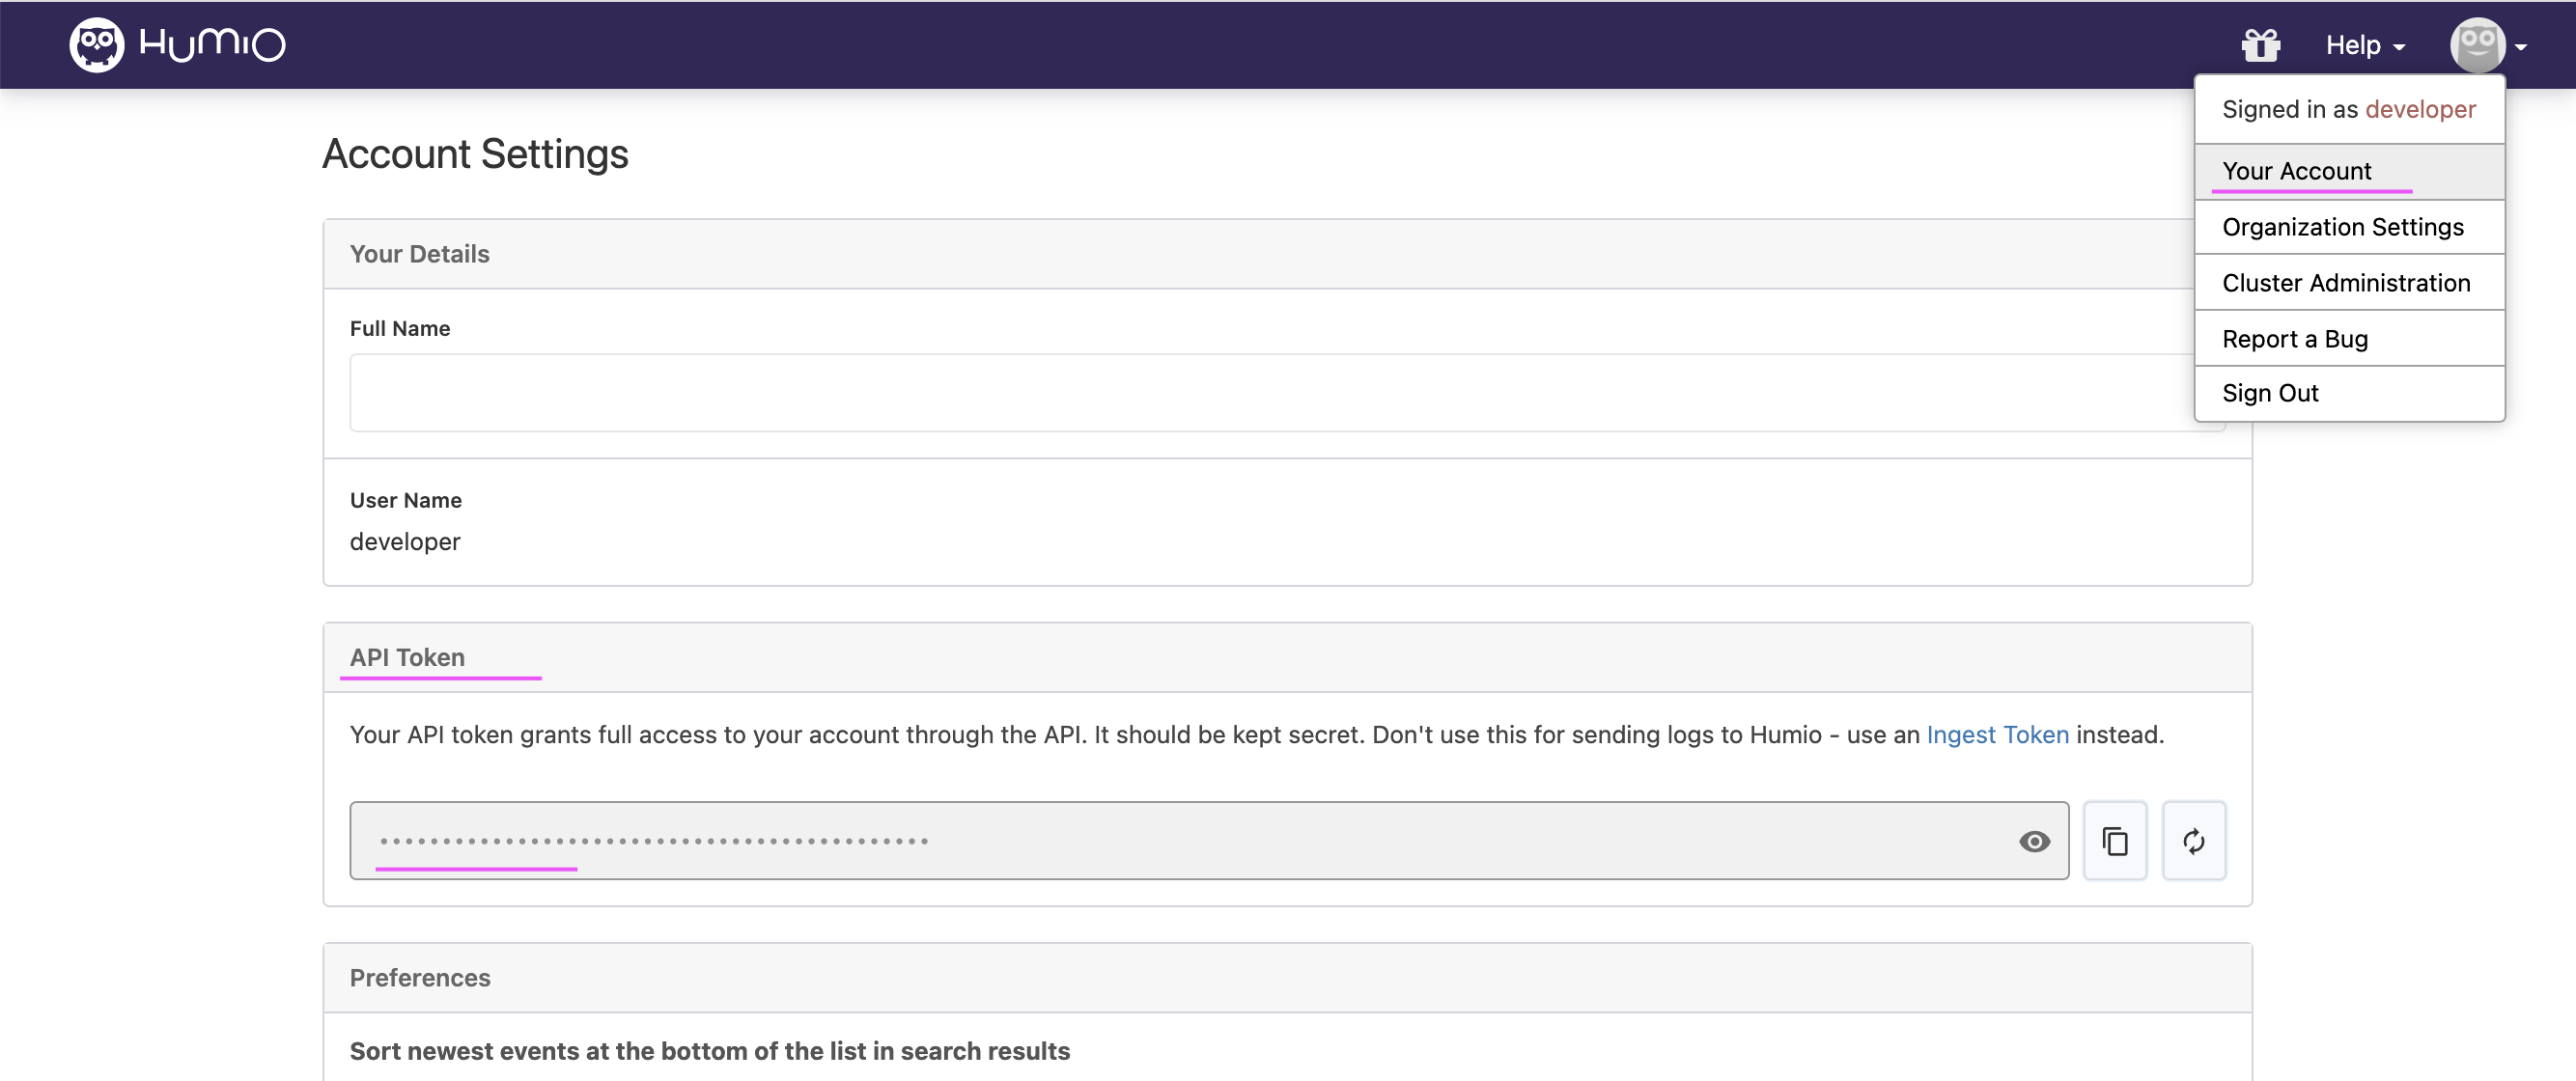 HUMIO
Help
Signed in as developer
Your Account
Organization Settings
Cluster Administration
Report a Bug
Sign Out
Account Settings
Your Details
Full Name
User Name
developer
API Token
Your API token grants full access to your account through the API. It should be kept secret. Don't use this for sending logs to Humio - use an Ingest Token instead.
Preferences
Sort newest events at the bottom of the list in search results